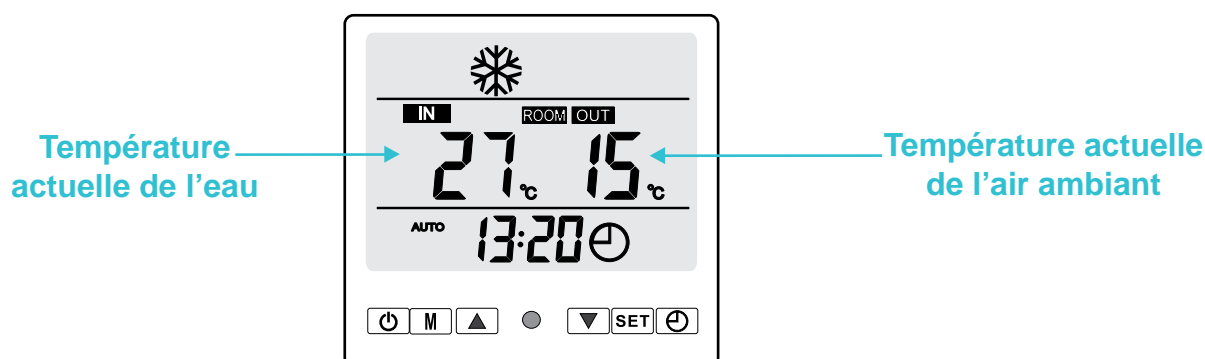 IN
ROOM OUT
Température
actuelle de l’eau
27 °C
15 °C
Température actuelle
de l’air ambiant
AUTO
13:20
M
SET